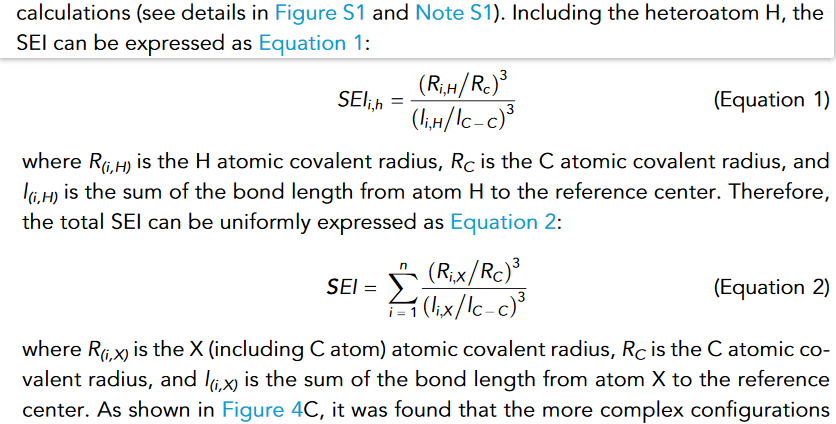 calculations (see details in Figure S1 and Note S1). Including the heteroatom H, the
SEI can be expressed as Equation 1:
SEI_{i,h} = \frac{(R_{i,H}/R_c)^3}{(l_{i,H}/l_{C-C})^3} (Equation 1)
where R_{(i,H)} is the H atomic covalent radius, R_C is the C atomic covalent radius, and
l_{(i,H)} is the sum of the bond length from atom H to the reference center. Therefore,
the total SEI can be uniformly expressed as Equation 2:
SEI = \sum_{i=1}^{n} \frac{(R_{i,X}/R_C)^3}{(l_{i,X}/l_{C-C})^3} (Equation 2)
where R_{(i,X)} is the X (including C atom) atomic covalent radius, R_C is the C atomic co-
valent radius, and l_{(i,X)} is the sum of the bond length from atom X to the reference
center. As shown in Figure 4C, it was found that the more complex configurations